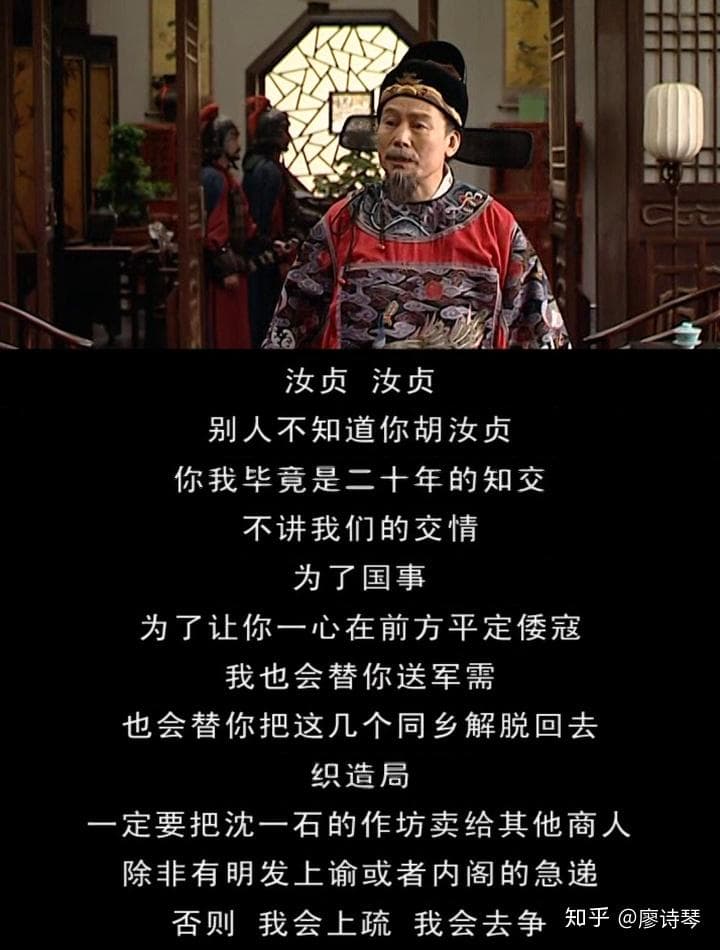 汝贞 汝贞
别人不知道你胡汝贞
你我毕竟是二十年的知交
不讲我们的交情
为了国事
为了让你一心在前方平定倭寇
我也会替你送军需
也会替你把这几个同乡解脱回去
织造局
一定要把沈一石的作坊卖给其他商人
除非有明发上谕或者内阁的急递
否则 我会上疏 我会去争
知乎 @廖诗琴